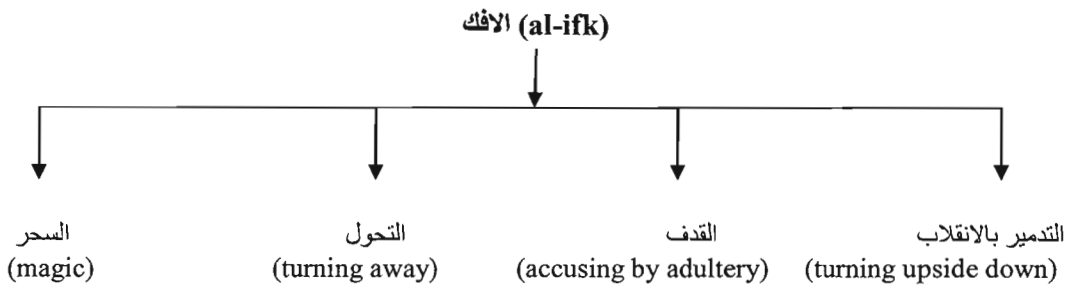 الافك (al-ifk)
السحر التحول القدف التدمير بالانقلاب
(magic) (turning away) (accusing by adultery) (turning upside down)